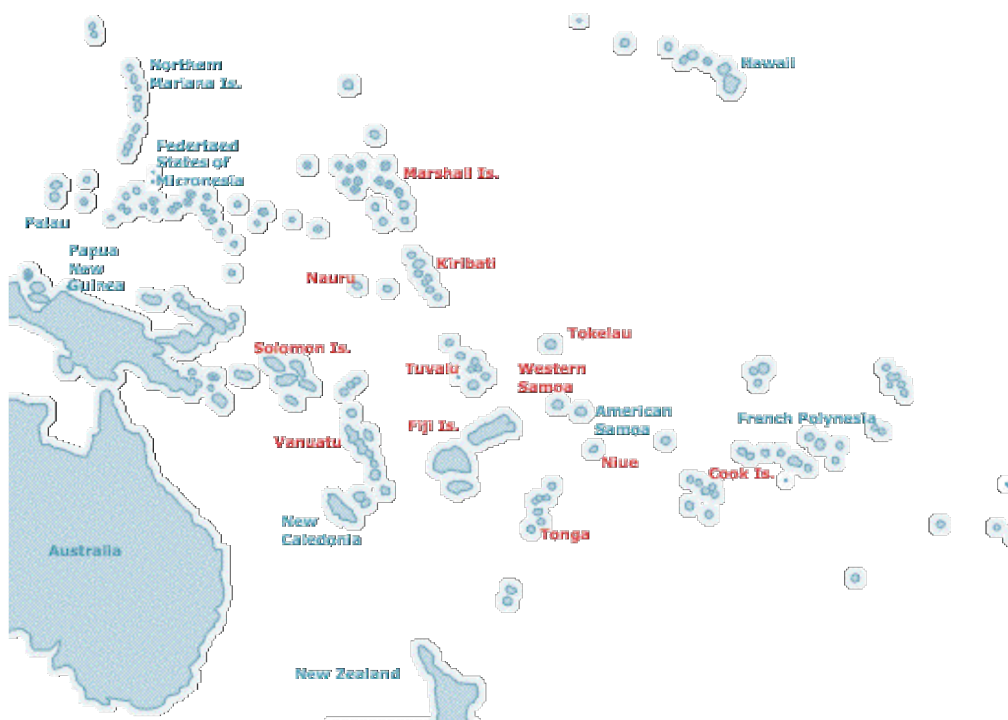 Northern
Mariana Is.
Hawaii
Federtaed
States of
Micronesia
Marshall Is.
Palau
Papua
New
Guinea
Kiribati
Nauru
Tokelau
Solomon Is.
Tuvalu
Western
Samoa
American
Samoa
French Polynesia
Fiji Is.
Vanuatu
Niue
Cook Is.
New
Caledonia
Tonga
Australia
New Zealand